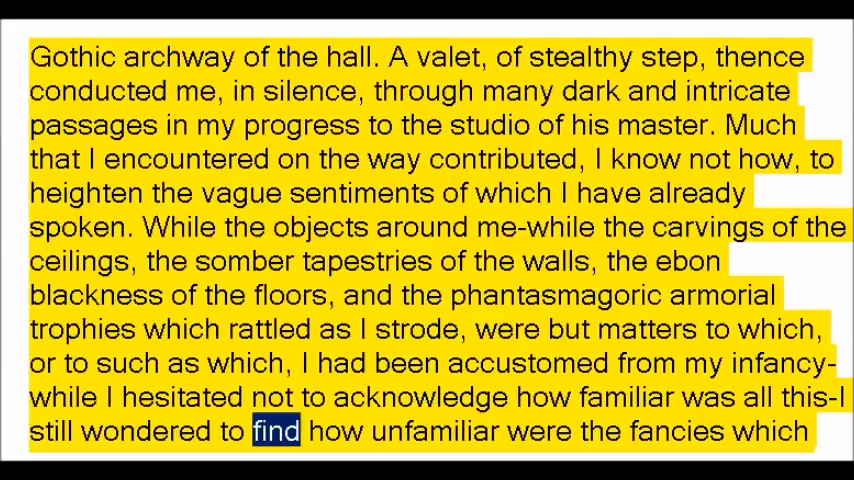 Gothic archway of the hall. A valet, of stealthy step, thence
conducted me, in silence, through many dark and intricate
passages in my progress to the studio of his master. Much
that I encountered on the way contributed, I know not how, to
heighten the vague sentiments of which I have already
spoken. While the objects around me-while the carvings of the
ceilings, the somber tapestries of the walls, the ebon
blackness of the floors, and the phantasmagoric armorial
trophies which rattled as I strode, were but matters to which,
or to such as which, I had been accustomed from my infancy-
while I hesitated not to acknowledge how familiar was all this-I
still wondered to find how unfamiliar were the fancies which